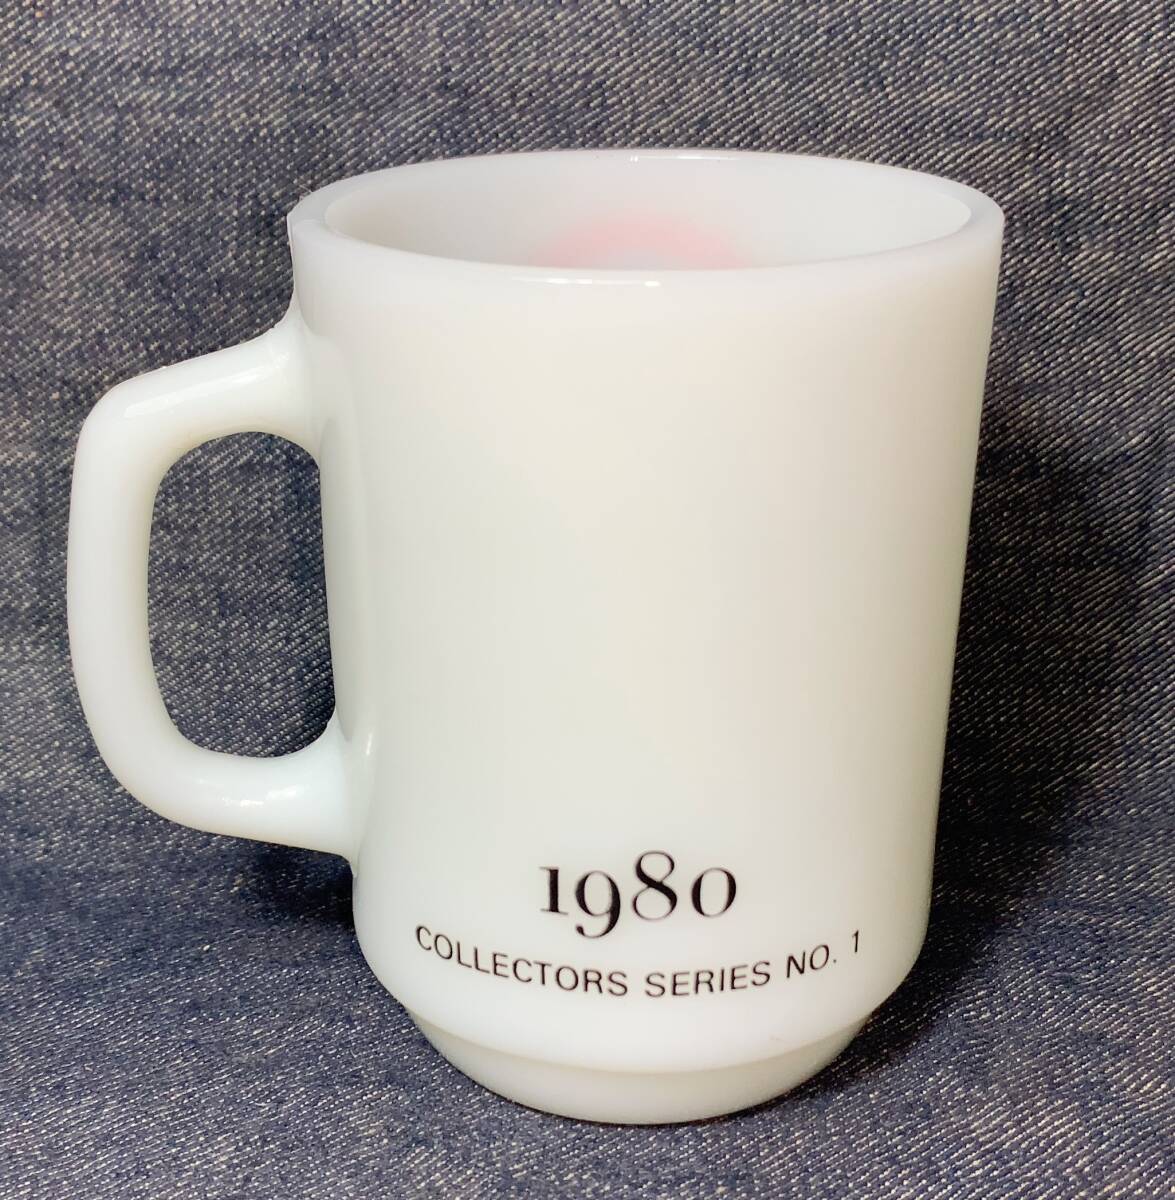 1980
COLLECTORS SERIES NO. 1